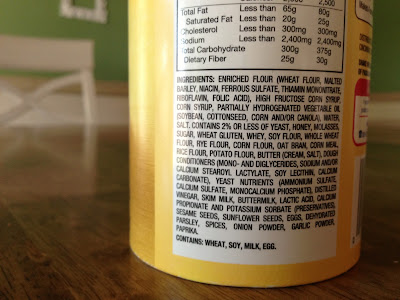 2,500
Total Fat Less than 65g 80g
Saturated Fat Less than 20g 25g
Cholesterol Less than 300mg 300mg
Sodium Less than 2,400mg 2,400mg
Total Carbohydrate 300g 375g
Dietary Fiber 25g 30g
INGREDIENTS: ENRICHED FLOUR (WHEAT FLOUR, MALTED
BARLEY, NIACIN, FERROUS SULFATE, THIAMIN MONONITRATE,
RIBOFLAVIN, FOLIC ACID), HIGH FRUCTOSE CORN SYRUP,
CORN SYRUP, PARTIALLY HYDROGENATED VEGETABLE OIL
(SOYBEAN, COTTONSEED, CORN AND/OR CANOLA), WATER,
SALT, CONTAINS 2% OR LESS OF YEAST, HONEY, MOLASSES,
SUGAR, WHEAT GLUTEN, WHEY, SOY FLOUR, WHOLE WHEAT
FLOUR, RYE FLOUR, CORN FLOUR, OAT BRAN, CORN MEAL,
RICE FLOUR, POTATO FLOUR, BUTTER (CREAM, SALT), DOUGH
CONDITIONERS (MONO- AND DIGLYCERIDES, SODIUM AND/OR
CALCIUM STEAROYL LACTYLATE, SOY LECITHIN, CALCIUM
CARBONATE), YEAST NUTRIENTS (AMMONIUM SULFATE,
CALCIUM SULFATE, MONOCALCIUM PHOSPHATE), DISTILLED
VINEGAR, SKIM MILK, BUTTERMILK, LACTIC ACID, CALCIUM
PROPIONATE AND POTASSIUM SORBATE (PRESERVATIVES),
SESAME SEEDS, SUNFLOWER SEEDS, EGGS, DEHYDRATED
PARSLEY, SPICES, ONION POWDER, GARLIC POWDER,
PAPRIKA.
CONTAINS: WHEAT, SOY, MILK, EGG.